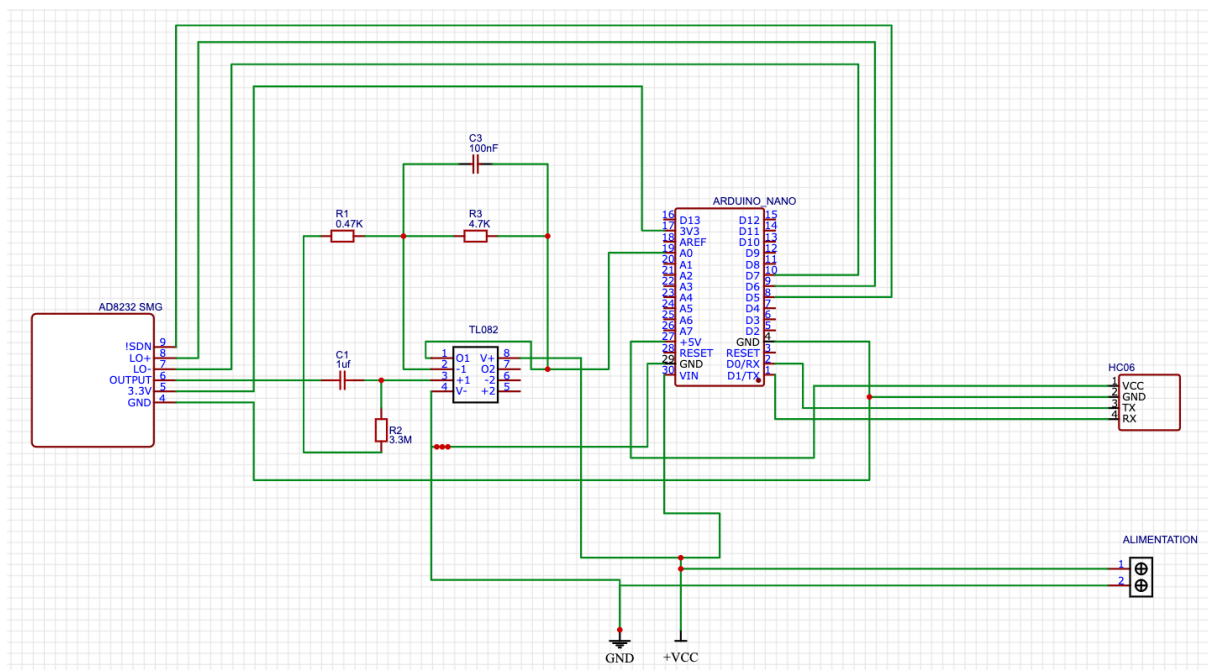 C3
100nF
R1
0.47K
R3
4.7K
ARDUINO_NANO
16 D13 D12 15
17 3V3 D11 14
18 AREF D10 13
19 A0 D9 12
20 A1 D8 11
21 A2 D7 10
22 A3 D6 9
23 A4 D5 8
24 A5 D4 7
25 A6 D3 6
26 A7 D2 5
27 +5V GND 4
28 RESET RESET 3
29 GND D0/RX 2
30 VIN D1/TX 1
AD8232 SMG
!SDN 9
LO+ 8
LO- 7
OUTPUT 6
3.3V 5
GND 4
C1
1uf
TL082
1 O1 V+ 8
2 -1 O2 7
3 +1 -2 6
4 V- +2 5
R2
3.3M
HC06
1 VCC
2 GND
3 TX
4 RX
ALIMENTATION
1
2
GND
+VCC